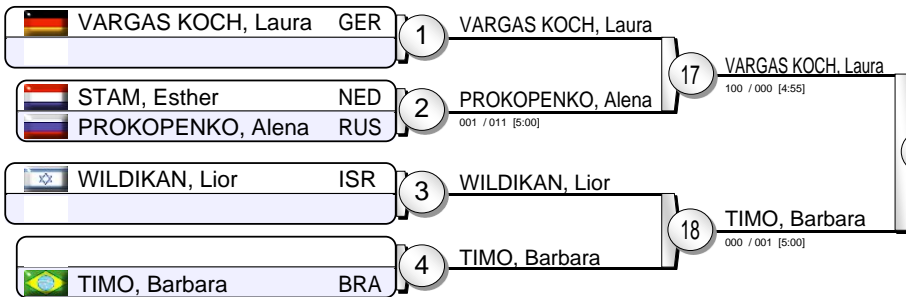 VARGAS KOCH, Laura GER
1
VARGAS KOCH, Laura
17
VARGAS KOCH, Laura
100 / 000 [4:55]
STAM, Esther NED
PROKOPENKO, Alena RUS
2
PROKOPENKO, Alena
001 / 011 [5:00]
WILDIKAN, Lior ISR
3
WILDIKAN, Lior
18
TIMO, Barbara
000 / 001 [5:00]
TIMO, Barbara BRA
4
TIMO, Barbara